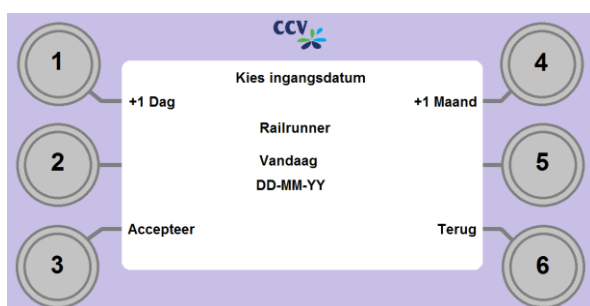 CCV
1
4
Kies ingangsdatum
+1 Dag
+1 Maand
Railrunner
2
Vandaag
5
DD-MM-YY
Accepteer
Terug
3
6